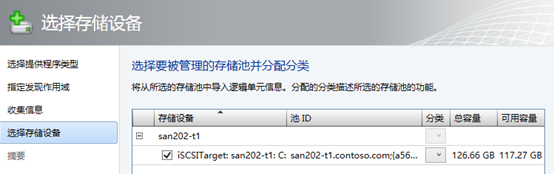 选择存储设备
选择提供程序类型
指定发现作用域
收集信息
选择存储设备
摘要
选择要被管理的存储池并分配分类
将从所选的存储池中导入逻辑单元信息。分配的分类描述所选的存储池的功能。
存储设备 池 ID 分类 总容量 可用容量
san202-t1
iSCSITarget: san202-t1: C: san202-t1.contoso.com;{a56... 126.66 GB 117.27 GB